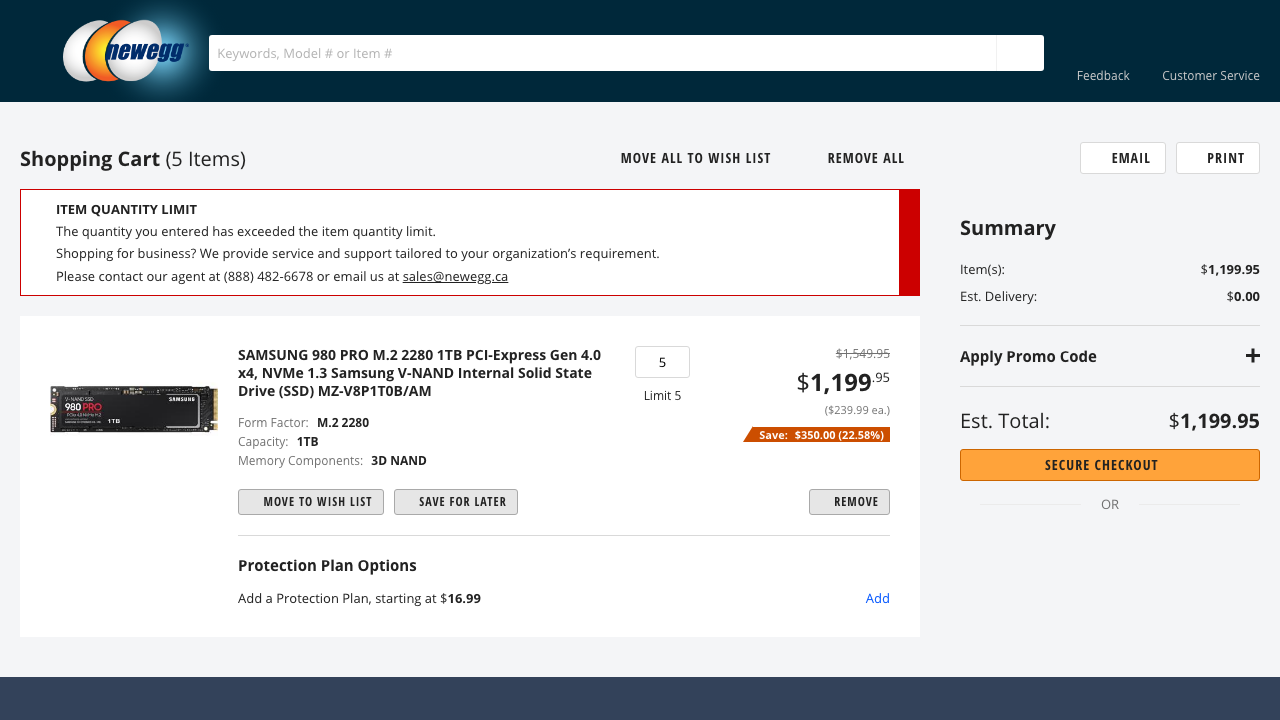 newegg
Keywords, Model # or Item #
Feedback
Customer Service
Shopping Cart (5 Items)
MOVE ALL TO WISH LIST
REMOVE ALL
EMAIL
PRINT
ITEM QUANTITY LIMIT
The quantity you entered has exceeded the item quantity limit.
Shopping for business? We provide service and support tailored to your organization’s requirement.
Please contact our agent at (888) 482-6678 or email us at sales@newegg.ca
V-NAND SSD
980 PRO
PCIe 4.0 NVMe M.2
1TB
SAMSUNG
SAMSUNG 980 PRO M.2 2280 1TB PCI-Express Gen 4.0
x4, NVMe 1.3 Samsung V-NAND Internal Solid State
Drive (SSD) MZ-V8P1T0B/AM
Form Factor: M.2 2280
Capacity: 1TB
Memory Components: 3D NAND
5
Limit 5
$1,549.95
$1,199.95
($239.99 ea.)
Save: $350.00 (22.58%)
MOVE TO WISH LIST
SAVE FOR LATER
REMOVE
Protection Plan Options
Add a Protection Plan, starting at $16.99
Add
Summary
Item(s): $1,199.95
Est. Delivery: $0.00
Apply Promo Code +
Est. Total: $1,199.95
SECURE CHECKOUT
OR